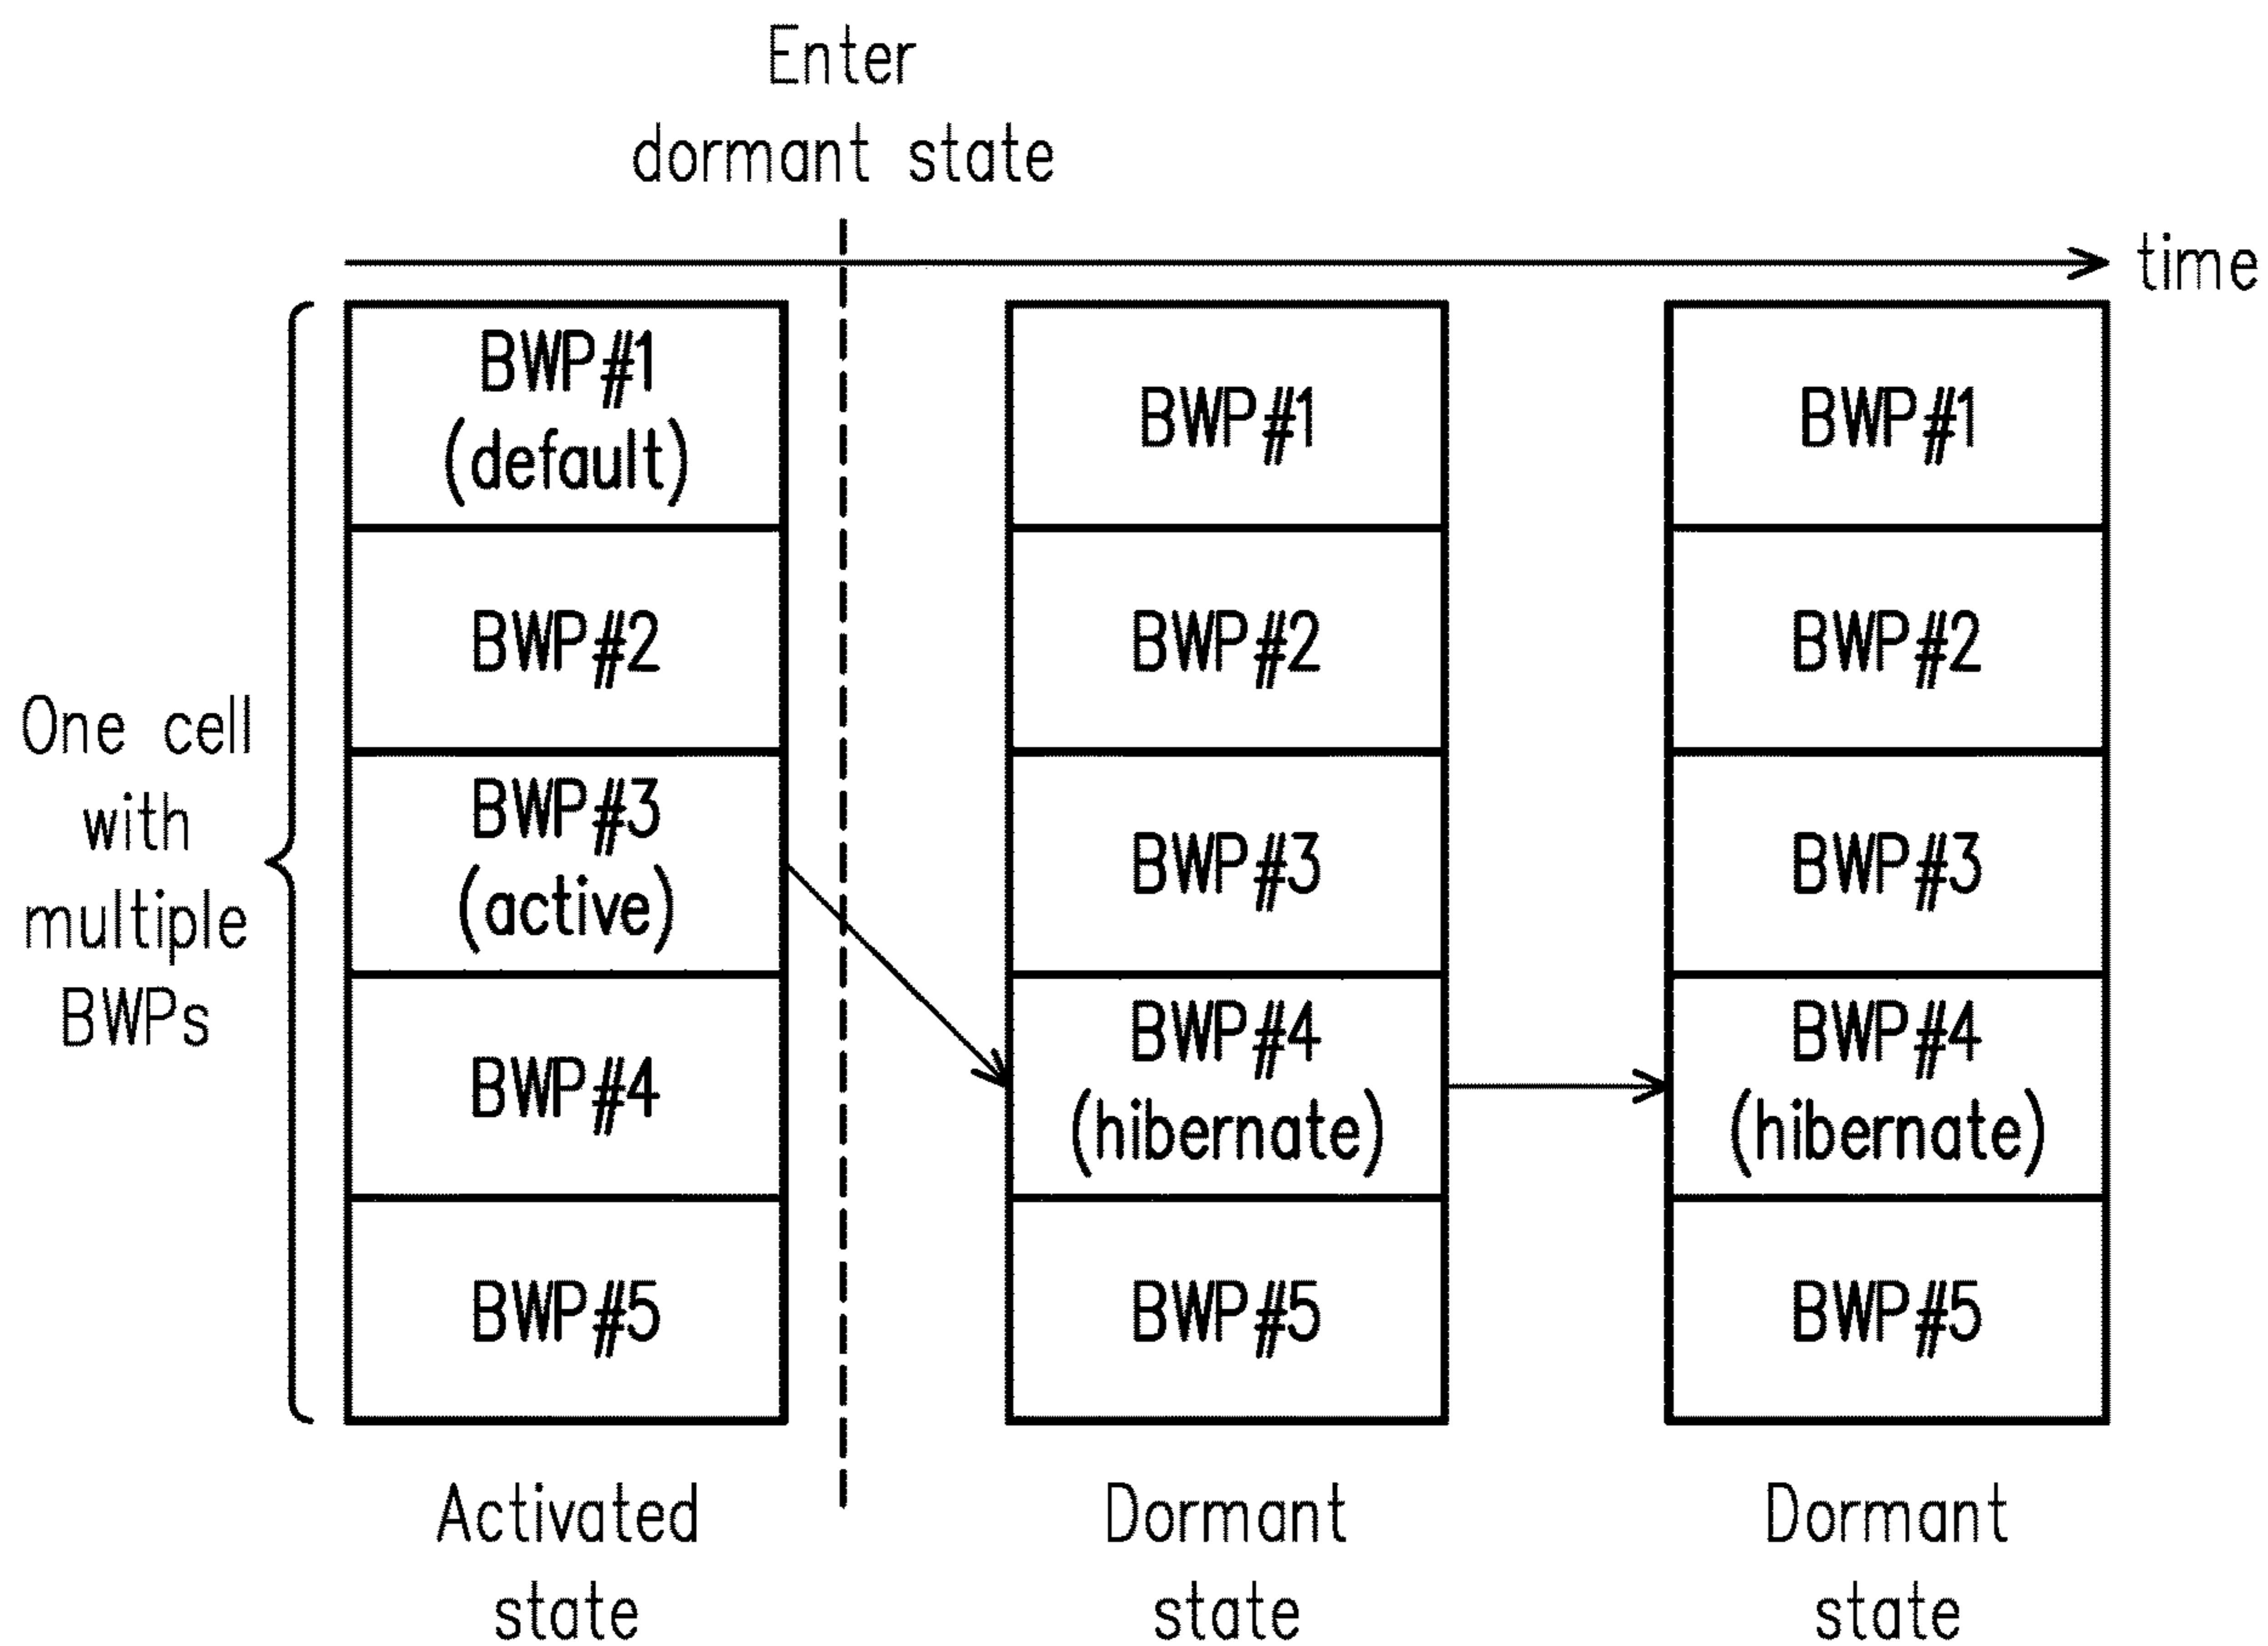 Enter
dormant state
time
One cell
with
multiple
BWPs
BWP#1
(default)
BWP#2
BWP#3
(active)
BWP#4
BWP#5
Activated
state
BWP#1
BWP#2
BWP#3
BWP#4
(hibernate)
BWP#5
Dormant
state
BWP#1
BWP#2
BWP#3
BWP#4
(hibernate)
BWP#5
Dormant
state